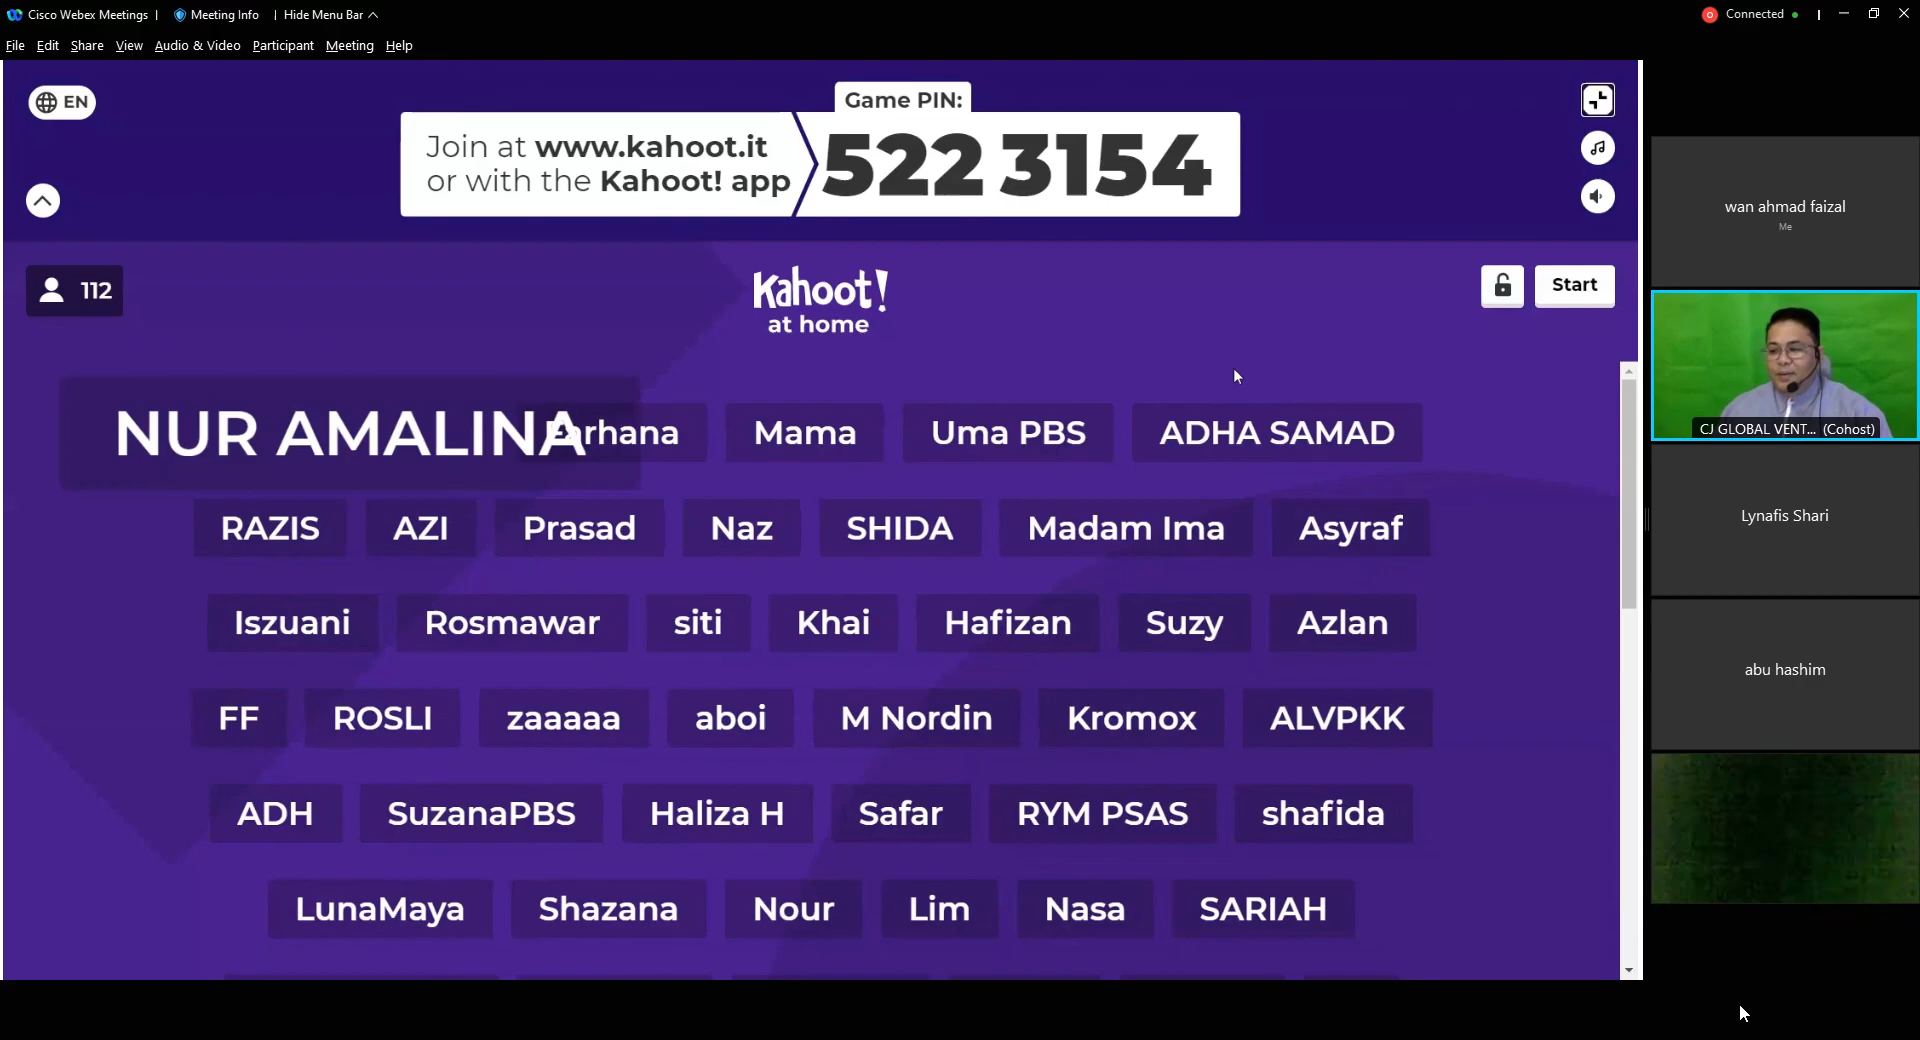 Cisco Webex Meetings | Meeting Info | Hide Menu Bar
Connected
File Edit Share View Audio & Video Participant Meeting Help
EN
Game PIN:
Join at www.kahoot.it
or with the Kahoot! app
522 3154
112
Kahoot!
at home
Start
NUR AMALINA Farhana Mama Uma PBS ADHA SAMAD
RAZIS AZI Prasad Naz SHIDA Madam Ima Asyraf
Iszuani Rosmawar siti Khai Hafizan Suzy Azlan
FF ROSLI zaaaaa aboi M Nordin Kromox ALVPKK
ADH SuzanaPBS Haliza H Safar RYM PSAS shafida
LunaMaya Shazana Nour Lim Nasa SARIAH
wan ahmad faizal
Me
CJ GLOBAL VENT... (Cohost)
Lynafis Shari
abu hashim